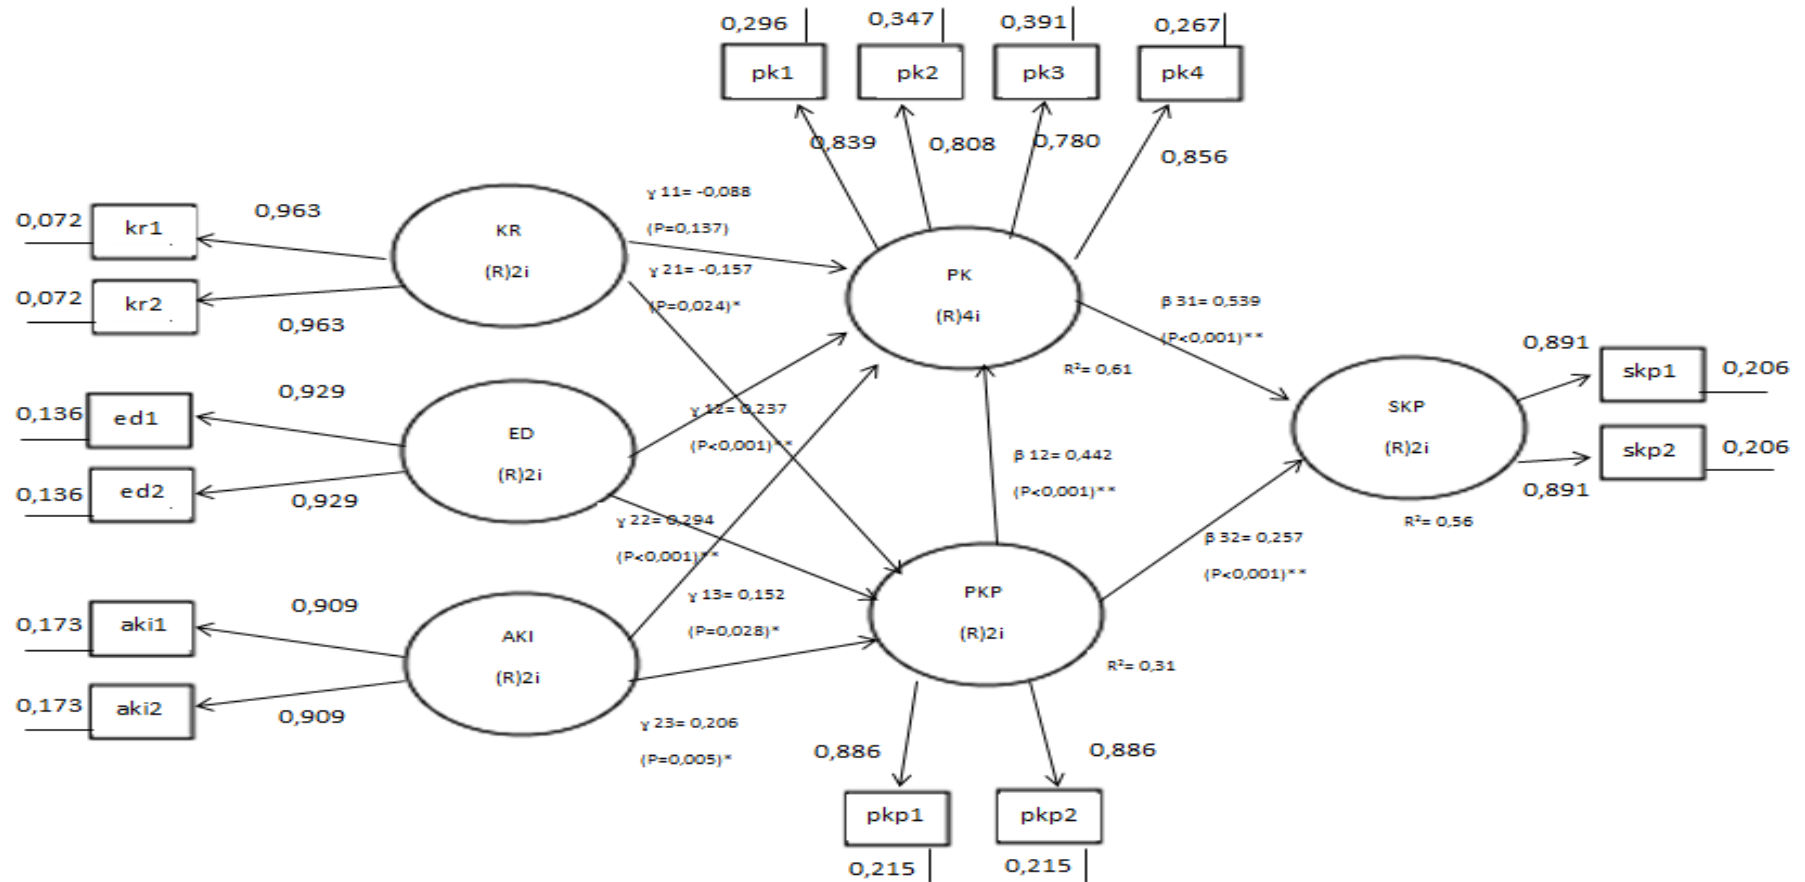 0,296
0,347
0,391
0,267
pk1
pk2
pk3
pk4
0,839
0,808
0,780
0,856
0,072
kr1
0,963
0,072
kr2
0,963
KR
(R)2i
γ 11= -0,088
(P=0,137)
γ 21= -0,157
(P=0,024)*
PK
(R)4i
R²= 0,61
β 31= 0,539
(P<0,001)**
0,136
ed1
0,929
0,136
ed2
0,929
ED
(R)2i
γ 12= 0,237
(P<0,001)**
γ 22= 0,294
(P<0,001)**
β 12= 0,442
(P<0,001)**
SKP
(R)2i
R²= 0,56
0,891
skp1
0,206
skp2
0,206
0,891
β 32= 0,257
(P<0,001)**
0,173
aki1
0,909
0,173
aki2
0,909
AKI
(R)2i
γ 13= 0,152
(P=0,028)*
γ 23= 0,206
(P=0,005)*
PKP
(R)2i
R²= 0,31
0,886
0,886
pkp1
pkp2
0,215
0,215